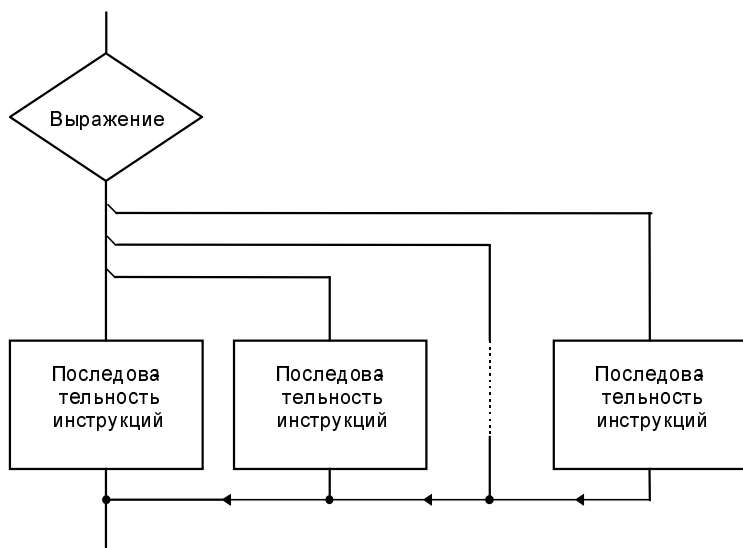 Выражение
Последова
тельность
инструкций
Последова
тельность
инструкций
Последова
тельность
инструкций